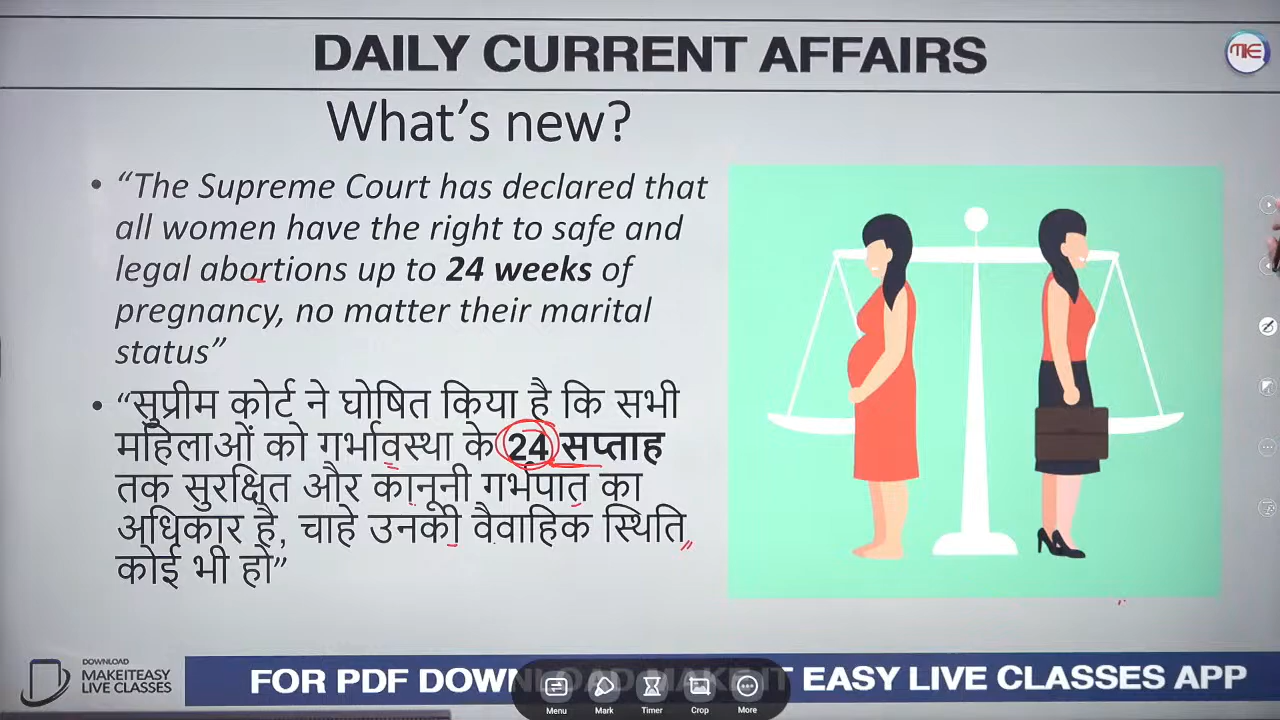 DAILY CURRENT AFFAIRS
What's new?
• “The Supreme Court has declared that
all women have the right to safe and
legal abortions up to 24 weeks of
pregnancy, no matter their marital
status”
• “सुप्रीम कोर्ट ने घोषित किया है कि सभी
महिलाओं को गर्भावस्था के 24 सप्ताह
तक सुरक्षित और कानूनी गर्भपात का
अधिकार है, चाहे उनकी वैवाहिक स्थिति
कोई भी हो”
DOWNLOAD
MAKEITEASY
LIVE CLASSES
FOR PDF DOWNLOAD MAKE IT EASY LIVE CLASSES APP
Menu Mark Timer Crop More